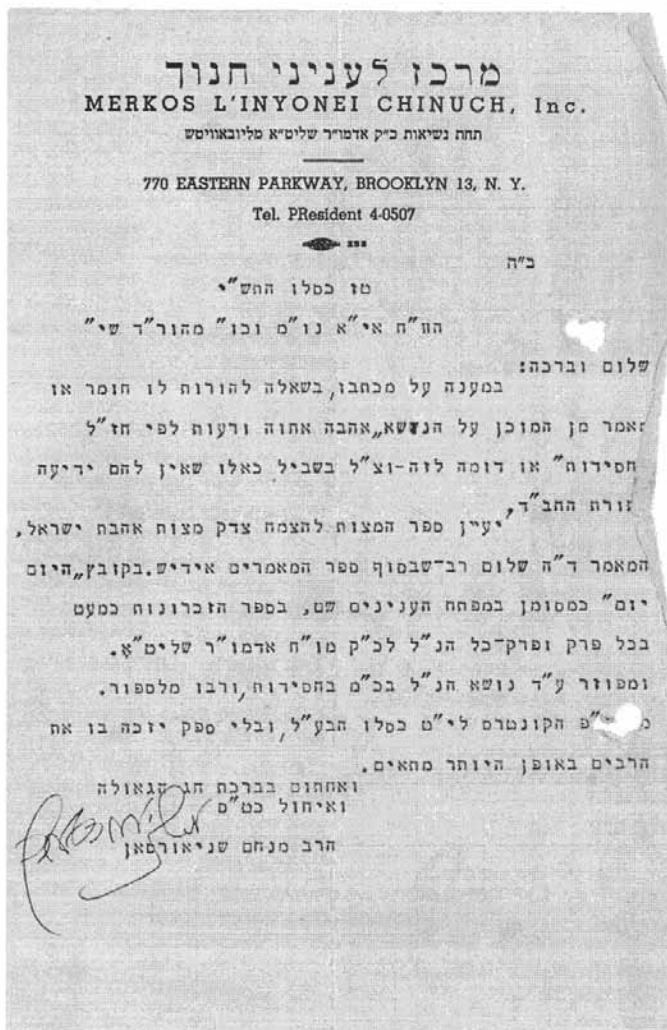 מרכז לעניני חנוך
MERKOS L'INYONEI CHINUCH, Inc.
תחת נשיאות כ"ק אדמו"ר שליט"א מליובאוויטש
770 EASTERN PARKWAY, BROOKLYN 13, N. Y.
Tel. PResident 4-0507
ב"ה
טז כסלו התש"י
הוו"ח אי"א נו"מ וכו" מהור"ד שי"
שלום וברכה:
במענה על מכתבו, בשאלה להורות לו חומר או
מאמר מן המוכן על הנושא "אהבה אחוה ורעות לפי חז"ל
חסידות" או דומה לזה-וצ"ל בשביל כאלו שאין להם ידיעה
תורת החב"ד,
יעיין ספר המצות להצמח צדק מצות אהבת ישראל.
המאמר ד"ה שלום רב-שבסוף ספר המאמרים אידיש. בקובץ "היום
יום" כמסומן במפתח הענינים שם, בספר הזכרונות כמעט
בכל פרק ופרק-כל הנ"ל לכ"ק מו"ח אדמו"ר שליט"א.
ומפוזר ע"ד נושא הנ"ל בכ"מ בחסידות, ורבו מלספור.
הקונטרס לי"ט כסלו הבע"ל, ובלי ספק יזכה בו את
הרבים באופן היותר מתאים.
ואחתום בברכת חג הגאולה
ואיחול כט"ס
הרב מנחם שניאורסאן